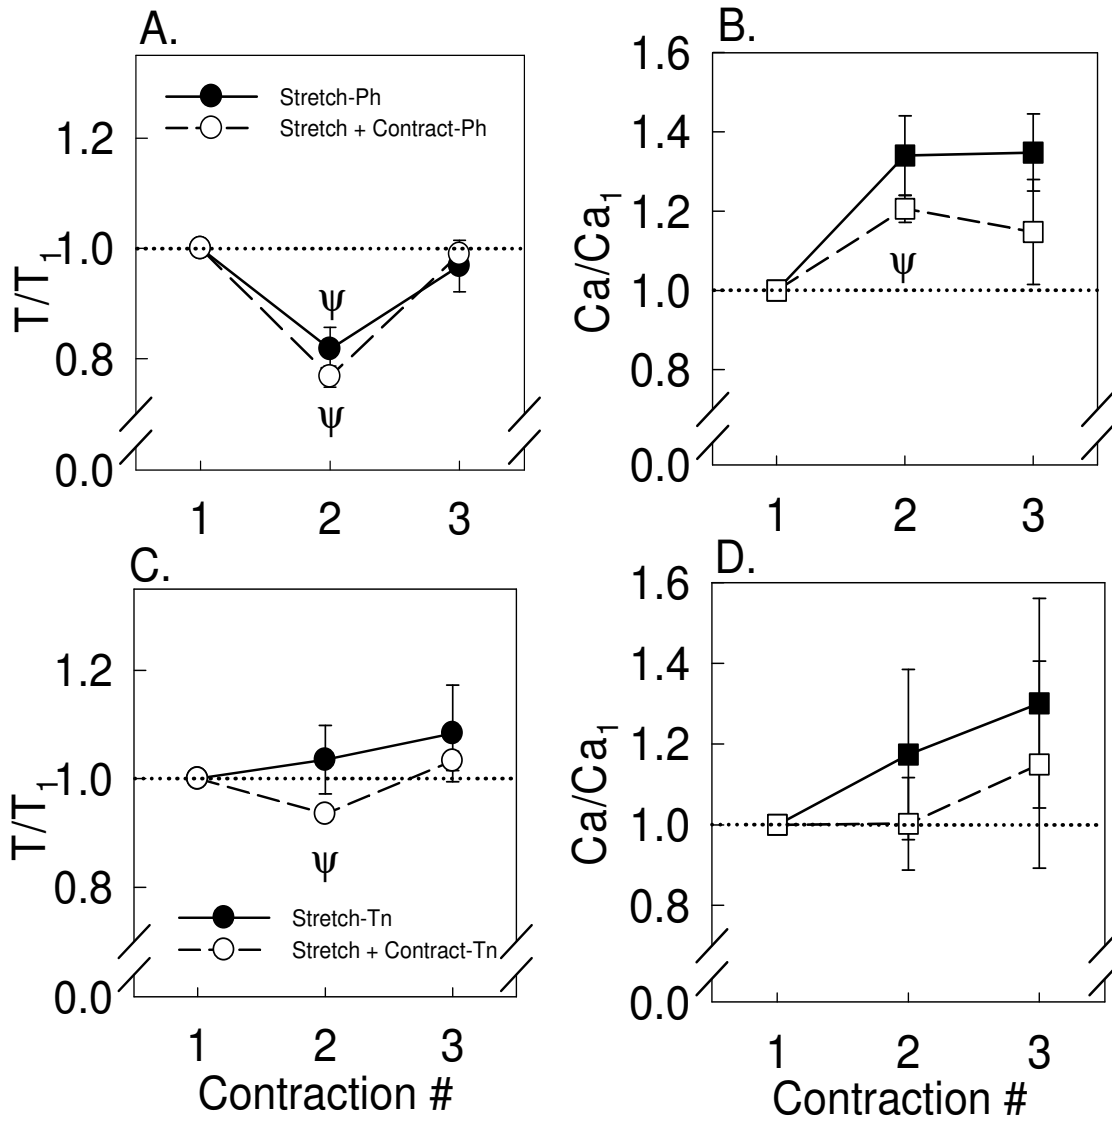 A.
Stretch-Ph
Stretch + Contract-Ph
1.2
1.0
0.8
0.0
T/T1
ψ
ψ
1 2 3
B.
1.6
1.4
1.2
1.0
0.8
0.0
Ca/Ca1
ψ
1 2 3
C.
1.2
1.0
0.8
0.0
T/T1
ψ
Stretch-Tn
Stretch + Contract-Tn
1 2 3
Contraction #
D.
1.6
1.4
1.2
1.0
0.8
0.0
Ca/Ca1
1 2 3
Contraction #